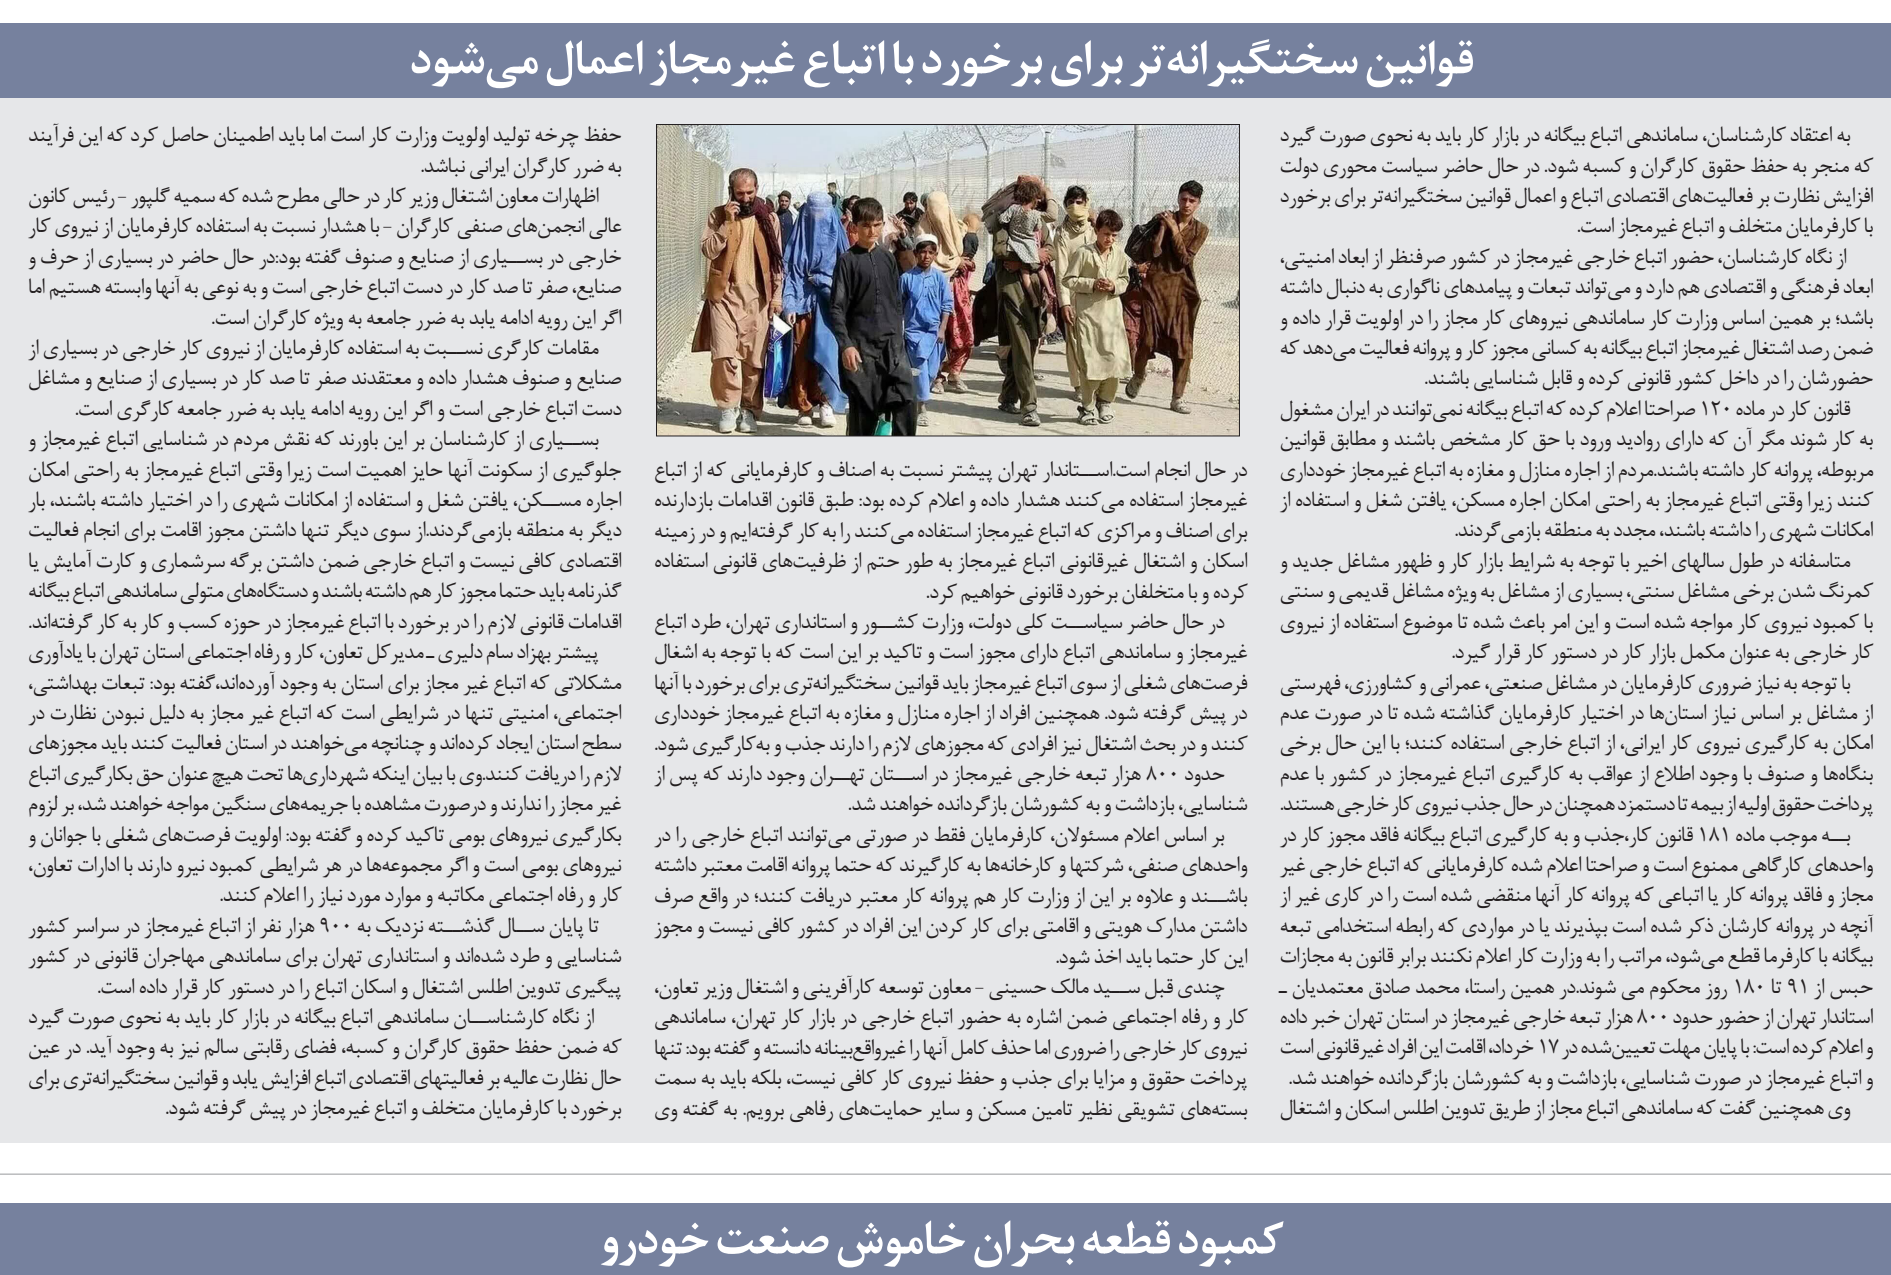 قوانین سختگیرانه‌تر برای برخورد با اتباع غیرمجاز اعمال می‌شود
به اعتقاد کارشناسان، ساماندهی اتباع بیگانه در بازار کار باید به نحوی صورت گیرد
که منجر به حفظ حقوق کارگران و کسبه شود. در حال حاضر سیاست محوری دولت
افزایش نظارت بر فعالیت‌های اقتصادی اتباع و اعمال قوانین سختگیرانه‌تر برای برخورد
با کارفرمایان متخلف و اتباع غیرمجاز است.
از نگاه کارشناسان، حضور اتباع خارجی غیرمجاز در کشور صرفنظر از ابعاد امنیتی،
ابعاد فرهنگی و اقتصادی هم دارد و می‌تواند تبعات و پیامدهای ناگواری به دنبال داشته
باشد؛ بر همین اساس وزارت کار ساماندهی نیروهای کار مجاز را در اولویت قرار داده و
ضمن رصد اشتغال غیرمجاز اتباع بیگانه به کسانی مجوز کار و پروانه فعالیت می‌دهد که
حضورشان را در داخل کشور قانونی کرده و قابل شناسایی باشند.
قانون کار در ماده ۱۲۰ صراحتا اعلام کرده که اتباع بیگانه نمی‌توانند در ایران مشغول
به کار شوند مگر آن که دارای روادید ورود با حق کار مشخص باشند و مطابق قوانین
مربوطه، پروانه کار داشته باشند.مردم از اجاره منازل و مغازه به اتباع غیرمجاز خودداری
کنند زیرا وقتی اتباع غیرمجاز به راحتی امکان اجاره مسکن، یافتن شغل و استفاده از
امکانات شهری را داشته باشند، مجدد به منطقه بازمی‌گردند.
متاسفانه در طول سالهای اخیر با توجه به شرایط بازار کار و ظهور مشاغل جدید و
کمرنگ شدن برخی مشاغل سنتی، بسیاری از مشاغل به ویژه مشاغل قدیمی و سنتی
با کمبود نیروی کار مواجه شده است و این امر باعث شده تا موضوع استفاده از نیروی
کار خارجی به عنوان مکمل بازار کار در دستور کار قرار گیرد.
با توجه به نیاز ضروری کارفرمایان در مشاغل صنعتی، عمرانی و کشاورزی، فهرستی
از مشاغل بر اساس نیاز استان‌ها در اختیار کارفرمایان گذاشته شده تا در صورت عدم
امکان به کارگیری نیروی کار ایرانی، از اتباع خارجی استفاده کنند؛ با این حال برخی
بنگاه‌ها و صنوف با وجود اطلاع از عواقب به کارگیری اتباع غیرمجاز در کشور با عدم
پرداخت حقوق اولیه از بیمه تا دستمزد همچنان در حال جذب نیروی کار خارجی هستند.
بـه موجب ماده ۱۸۱ قانون کار،جذب و به کارگیری اتباع بیگانه فاقد مجوز کار در
واحدهای کارگاهی ممنوع است و صراحتا اعلام شده کارفرمایانی که اتباع خارجی غیر
مجاز و فاقد پروانه کار یا اتباعی که پروانه کار آنها منقضی شده است را در کاری غیر از
آنچه در پروانه کارشان ذکر شده است بپذیرند یا در مواردی که رابطه استخدامی تبعه
بیگانه با کارفرما قطع می‌شود، مراتب را به وزارت کار اعلام نکنند برابر قانون به مجازات
حبس از ۹۱ تا ۱۸۰ روز محکوم می شوند.در همین راستا، محمد صادق معتمدیان ـ
استاندار تهران از حضور حدود ۸۰۰ هزار تبعه خارجی غیرمجاز در استان تهران خبر داده
و اعلام کرده است: با پایان مهلت تعیین‌شده در ۱۷ خرداد، اقامت این افراد غیرقانونی است
و اتباع غیرمجاز در صورت شناسایی، بازداشت و به کشورشان بازگردانده خواهند شد.
وی همچنین گفت که ساماندهی اتباع مجاز از طریق تدوین اطلس اسکان و اشتغال
در حال انجام است.اسـتاندار تهران پیشتر نسبت به اصناف و کارفرمایانی که از اتباع
غیرمجاز استفاده می‌کنند هشدار داده و اعلام کرده بود: طبق قانون اقدامات بازدارنده
برای اصناف و مراکزی که اتباع غیرمجاز استفاده می‌کنند را به کار گرفته‌ایم و در زمینه
اسکان و اشتغال غیرقانونی اتباع غیرمجاز به طور حتم از ظرفیت‌های قانونی استفاده
کرده و با متخلفان برخورد قانونی خواهیم کرد.
در حال حاضر سیاسـت کلی دولت، وزارت کشـور و استانداری تهران، طرد اتباع
غیرمجاز و ساماندهی اتباع دارای مجوز است و تاکید بر این است که با توجه به اشغال
فرصت‌های شغلی از سوی اتباع غیرمجاز باید قوانین سختگیرانه‌تری برای برخورد با آنها
در پیش گرفته شود. همچنین افراد از اجاره منازل و مغازه به اتباع غیرمجاز خودداری
کنند و در بحث اشتغال نیز افرادی که مجوزهای لازم را دارند جذب و به‌کارگیری شود.
حدود ۸۰۰ هزار تبعه خارجی غیرمجاز در اسـتان تهـران وجود دارند که پس از
شناسایی، بازداشت و به کشورشان بازگردانده خواهند شد.
بر اساس اعلام مسئولان، کارفرمایان فقط در صورتی می‌توانند اتباع خارجی را در
واحدهای صنفی، شرکتها و کارخانه‌ها به کارگیرند که حتما پروانه اقامت معتبر داشته
باشـند و علاوه بر این از وزارت کار هم پروانه کار معتبر دریافت کنند؛ در واقع صرف
داشتن مدارک هویتی و اقامتی برای کار کردن این افراد در کشور کافی نیست و مجوز
این کار حتما باید اخذ شود.
چندی قبل سـید مالک حسینی - معاون توسعه کارآفرینی و اشتغال وزیر تعاون،
کار و رفاه اجتماعی ضمن اشاره به حضور اتباع خارجی در بازار کار تهران، ساماندهی
نیروی کار خارجی را ضروری اما حذف کامل آنها را غیرواقع‌بینانه دانسته و گفته بود: تنها
پرداخت حقوق و مزایا برای جذب و حفظ نیروی کار کافی نیست، بلکه باید به سمت
بسته‌های تشویقی نظیر تامین مسکن و سایر حمایت‌های رفاهی برویم. به گفته وی
حفظ چرخه تولید اولویت وزارت کار است اما باید اطمینان حاصل کرد که این فرآیند
به ضرر کارگران ایرانی نباشد.
اظهارات معاون اشتغال وزیر کار در حالی مطرح شده که سمیه گلپور - رئیس کانون
عالی انجمن‌های صنفی کارگران - با هشدار نسبت به استفاده کارفرمایان از نیروی کار
خارجی در بسـیاری از صنایع و صنوف گفته بود:در حال حاضر در بسیاری از حرف و
صنایع، صفر تا صد کار در دست اتباع خارجی است و به نوعی به آنها وابسته هستیم اما
اگر این رویه ادامه یابد به ضرر جامعه به ویژه کارگران است.
مقامات کارگری نسـبت به استفاده کارفرمایان از نیروی کار خارجی در بسیاری از
صنایع و صنوف هشدار داده و معتقدند صفر تا صد کار در بسیاری از صنایع و مشاغل
دست اتباع خارجی است و اگر این رویه ادامه یابد به ضرر جامعه کارگری است.
بسـیاری از کارشناسان بر این باورند که نقش مردم در شناسایی اتباع غیرمجاز و
جلوگیری از سکونت آنها حایز اهمیت است زیرا وقتی اتباع غیرمجاز به راحتی امکان
اجاره مسـکن، یافتن شغل و استفاده از امکانات شهری را در اختیار داشته باشند، بار
دیگر به منطقه بازمی‌گردند.از سوی دیگر تنها داشتن مجوز اقامت برای انجام فعالیت
اقتصادی کافی نیست و اتباع خارجی ضمن داشتن برگه سرشماری و کارت آمایش یا
گذرنامه باید حتما مجوز کار هم داشته باشند و دستگاه‌های متولی ساماندهی اتباع بیگانه
اقدامات قانونی لازم را در برخورد با اتباع غیرمجاز در حوزه کسب و کار به کار گرفته‌اند.
پیشتر بهزاد سام دلیری ـ مدیرکل تعاون، کار و رفاه اجتماعی استان تهران با یادآوری
مشکلاتی که اتباع غیر مجاز برای استان به وجود آورده‌اند،گفته بود: تبعات بهداشتی،
اجتماعی، امنیتی تنها در شرایطی است که اتباع غیر مجاز به دلیل نبودن نظارت در
سطح استان ایجاد کرده‌اند و چنانچه می‌خواهند در استان فعالیت کنند باید مجوزهای
لازم را دریافت کنند.وی با بیان اینکه شهرداری‌ها تحت هیچ عنوان حق بکارگیری اتباع
غیر مجاز را ندارند و درصورت مشاهده با جریمه‌های سنگین مواجه خواهند شد، بر لزوم
بکارگیری نیروهای بومی تاکید کرده و گفته بود: اولویت فرصت‌های شغلی با جوانان و
نیروهای بومی است و اگر مجموعه‌ها در هر شرایطی کمبود نیرو دارند با ادارات تعاون،
کار و رفاه اجتماعی مکاتبه و موارد مورد نیاز را اعلام کنند.
تا پایان سـال گذشـته نزدیک به ۹۰۰ هزار نفر از اتباع غیرمجاز در سراسر کشور
شناسایی و طرد شده‌اند و استانداری تهران برای ساماندهی مهاجران قانونی در کشور
پیگیری تدوین اطلس اشتغال و اسکان اتباع را در دستور کار قرار داده است.
از نگاه کارشناسـان ساماندهی اتباع بیگانه در بازار کار باید به نحوی صورت گیرد
که ضمن حفظ حقوق کارگران و کسبه، فضای رقابتی سالم نیز به وجود آید. در عین
حال نظارت عالیه بر فعالیتهای اقتصادی اتباع افزایش یابد و قوانین سختگیرانه‌تری برای
برخورد با کارفرمایان متخلف و اتباع غیرمجاز در پیش گرفته شود.
کمبود قطعه بحران خاموش صنعت خودرو